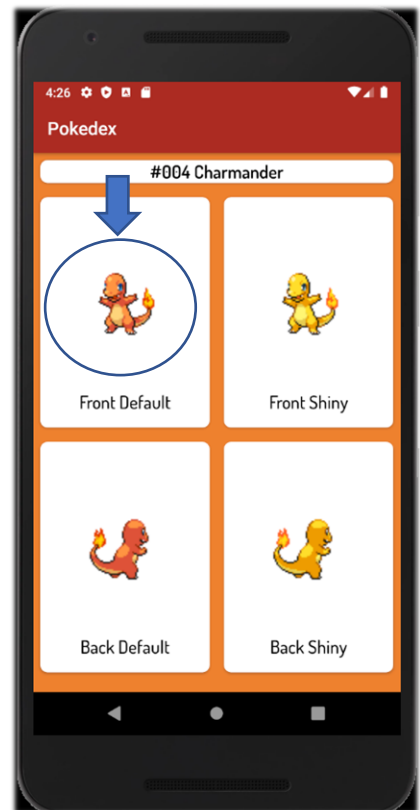 4:26
Pokedex
#004 Charmander
Front Default
Front Shiny
Back Default
Back Shiny